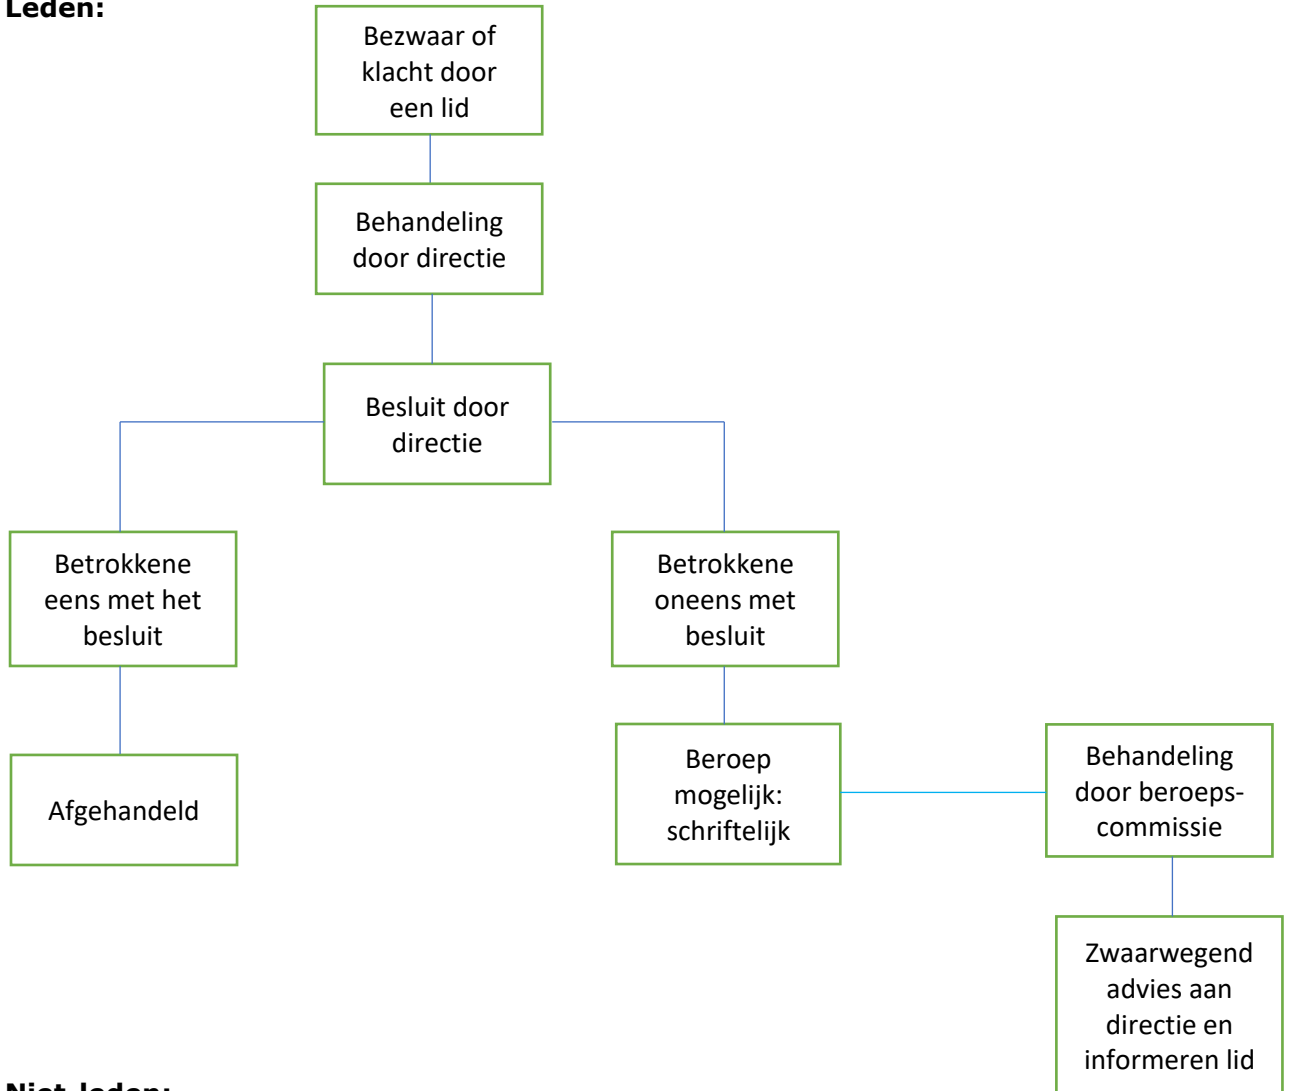 Leden:
Bezwaar of
klacht door
een lid
Behandeling
door directie
Besluit door
directie
Betrokkene
eens met het
besluit
Betrokkene
oneens met
besluit
Afgehandeld
Beroep
mogelijk:
schriftelijk
Behandeling
door beroeps-
commissie
Zwaarwegend
advies aan
directie en
informeren lid
Niet-leden: